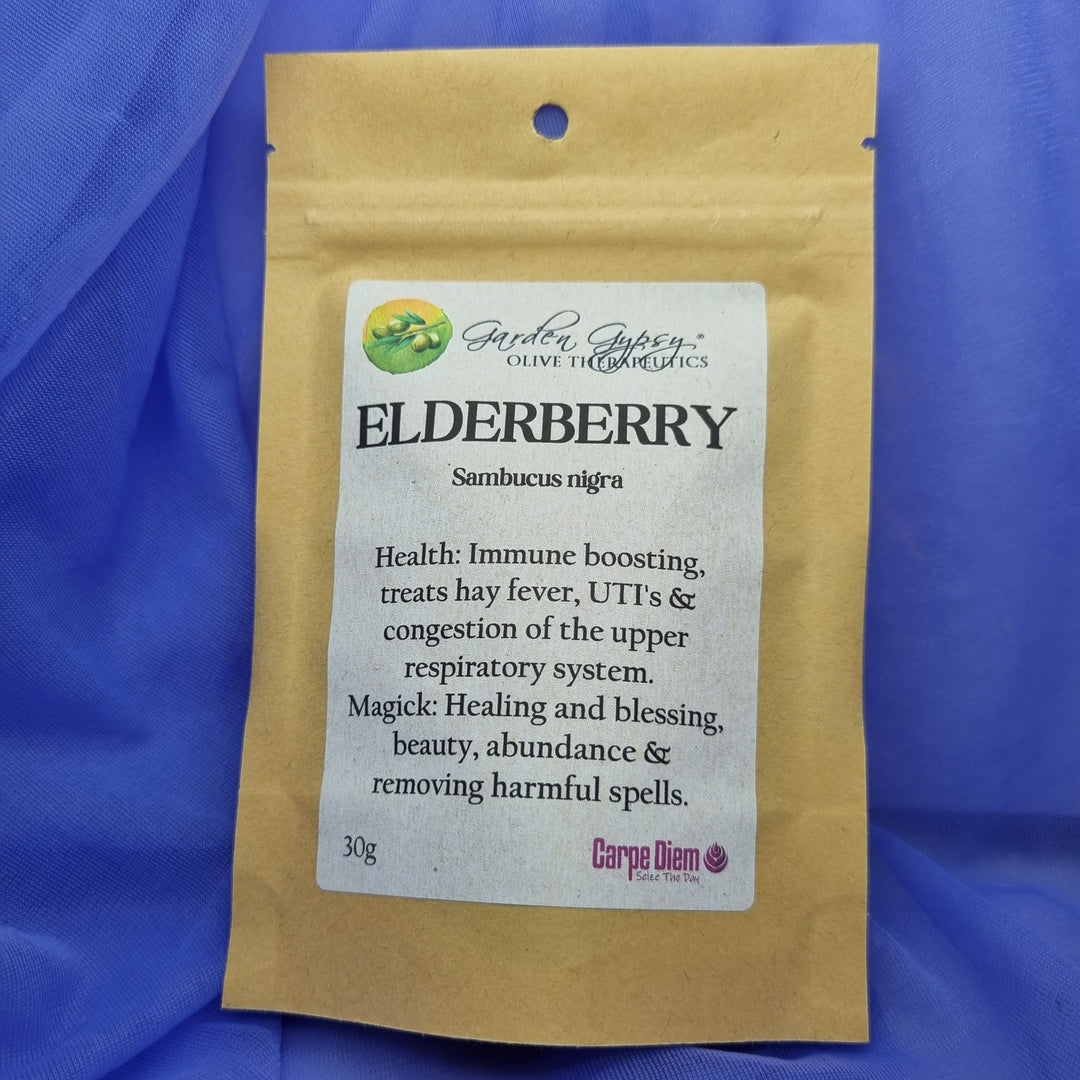 Garden Gypsy®
OLIVE THERAPEUTICS
ELDERBERRY
Sambucus nigra
Health: Immune boosting,
treats hay fever, UTI's &
congestion of the upper
respiratory system.
Magick: Healing and blessing,
beauty, abundance &
removing harmful spells.
30g
Carpe Diem
Seize The Day